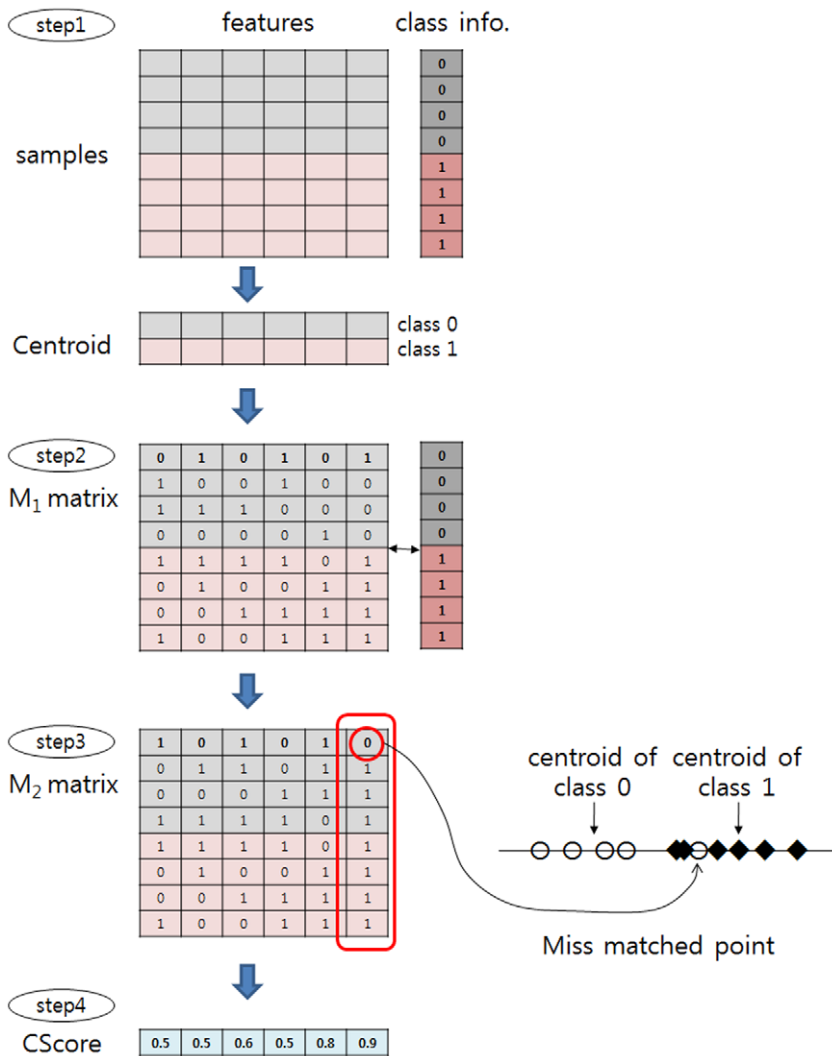 step1 features class info.
0
0
0
0
samples
1
1
1
1
class 0
Centroid
class 1
step2
M₁ matrix
0 1 0 1 0 1 0
1 0 0 1 0 0 0
1 1 1 0 0 0 0
0 0 0 0 1 0 0
1 1 1 1 0 1 1
0 1 0 0 1 1 1
0 0 1 1 1 1 1
1 0 0 1 1 1 1
step3
M₂ matrix
1 0 1 0 1 0
0 1 1 0 1 1
0 0 0 1 1 1
1 1 1 1 0 1
1 1 1 1 0 1
0 1 0 0 1 1
0 0 1 1 1 1
1 0 0 1 1 1
centroid of class 0
centroid of class 1
Miss matched point
step4
CScore
0.5 0.5 0.6 0.5 0.8 0.9